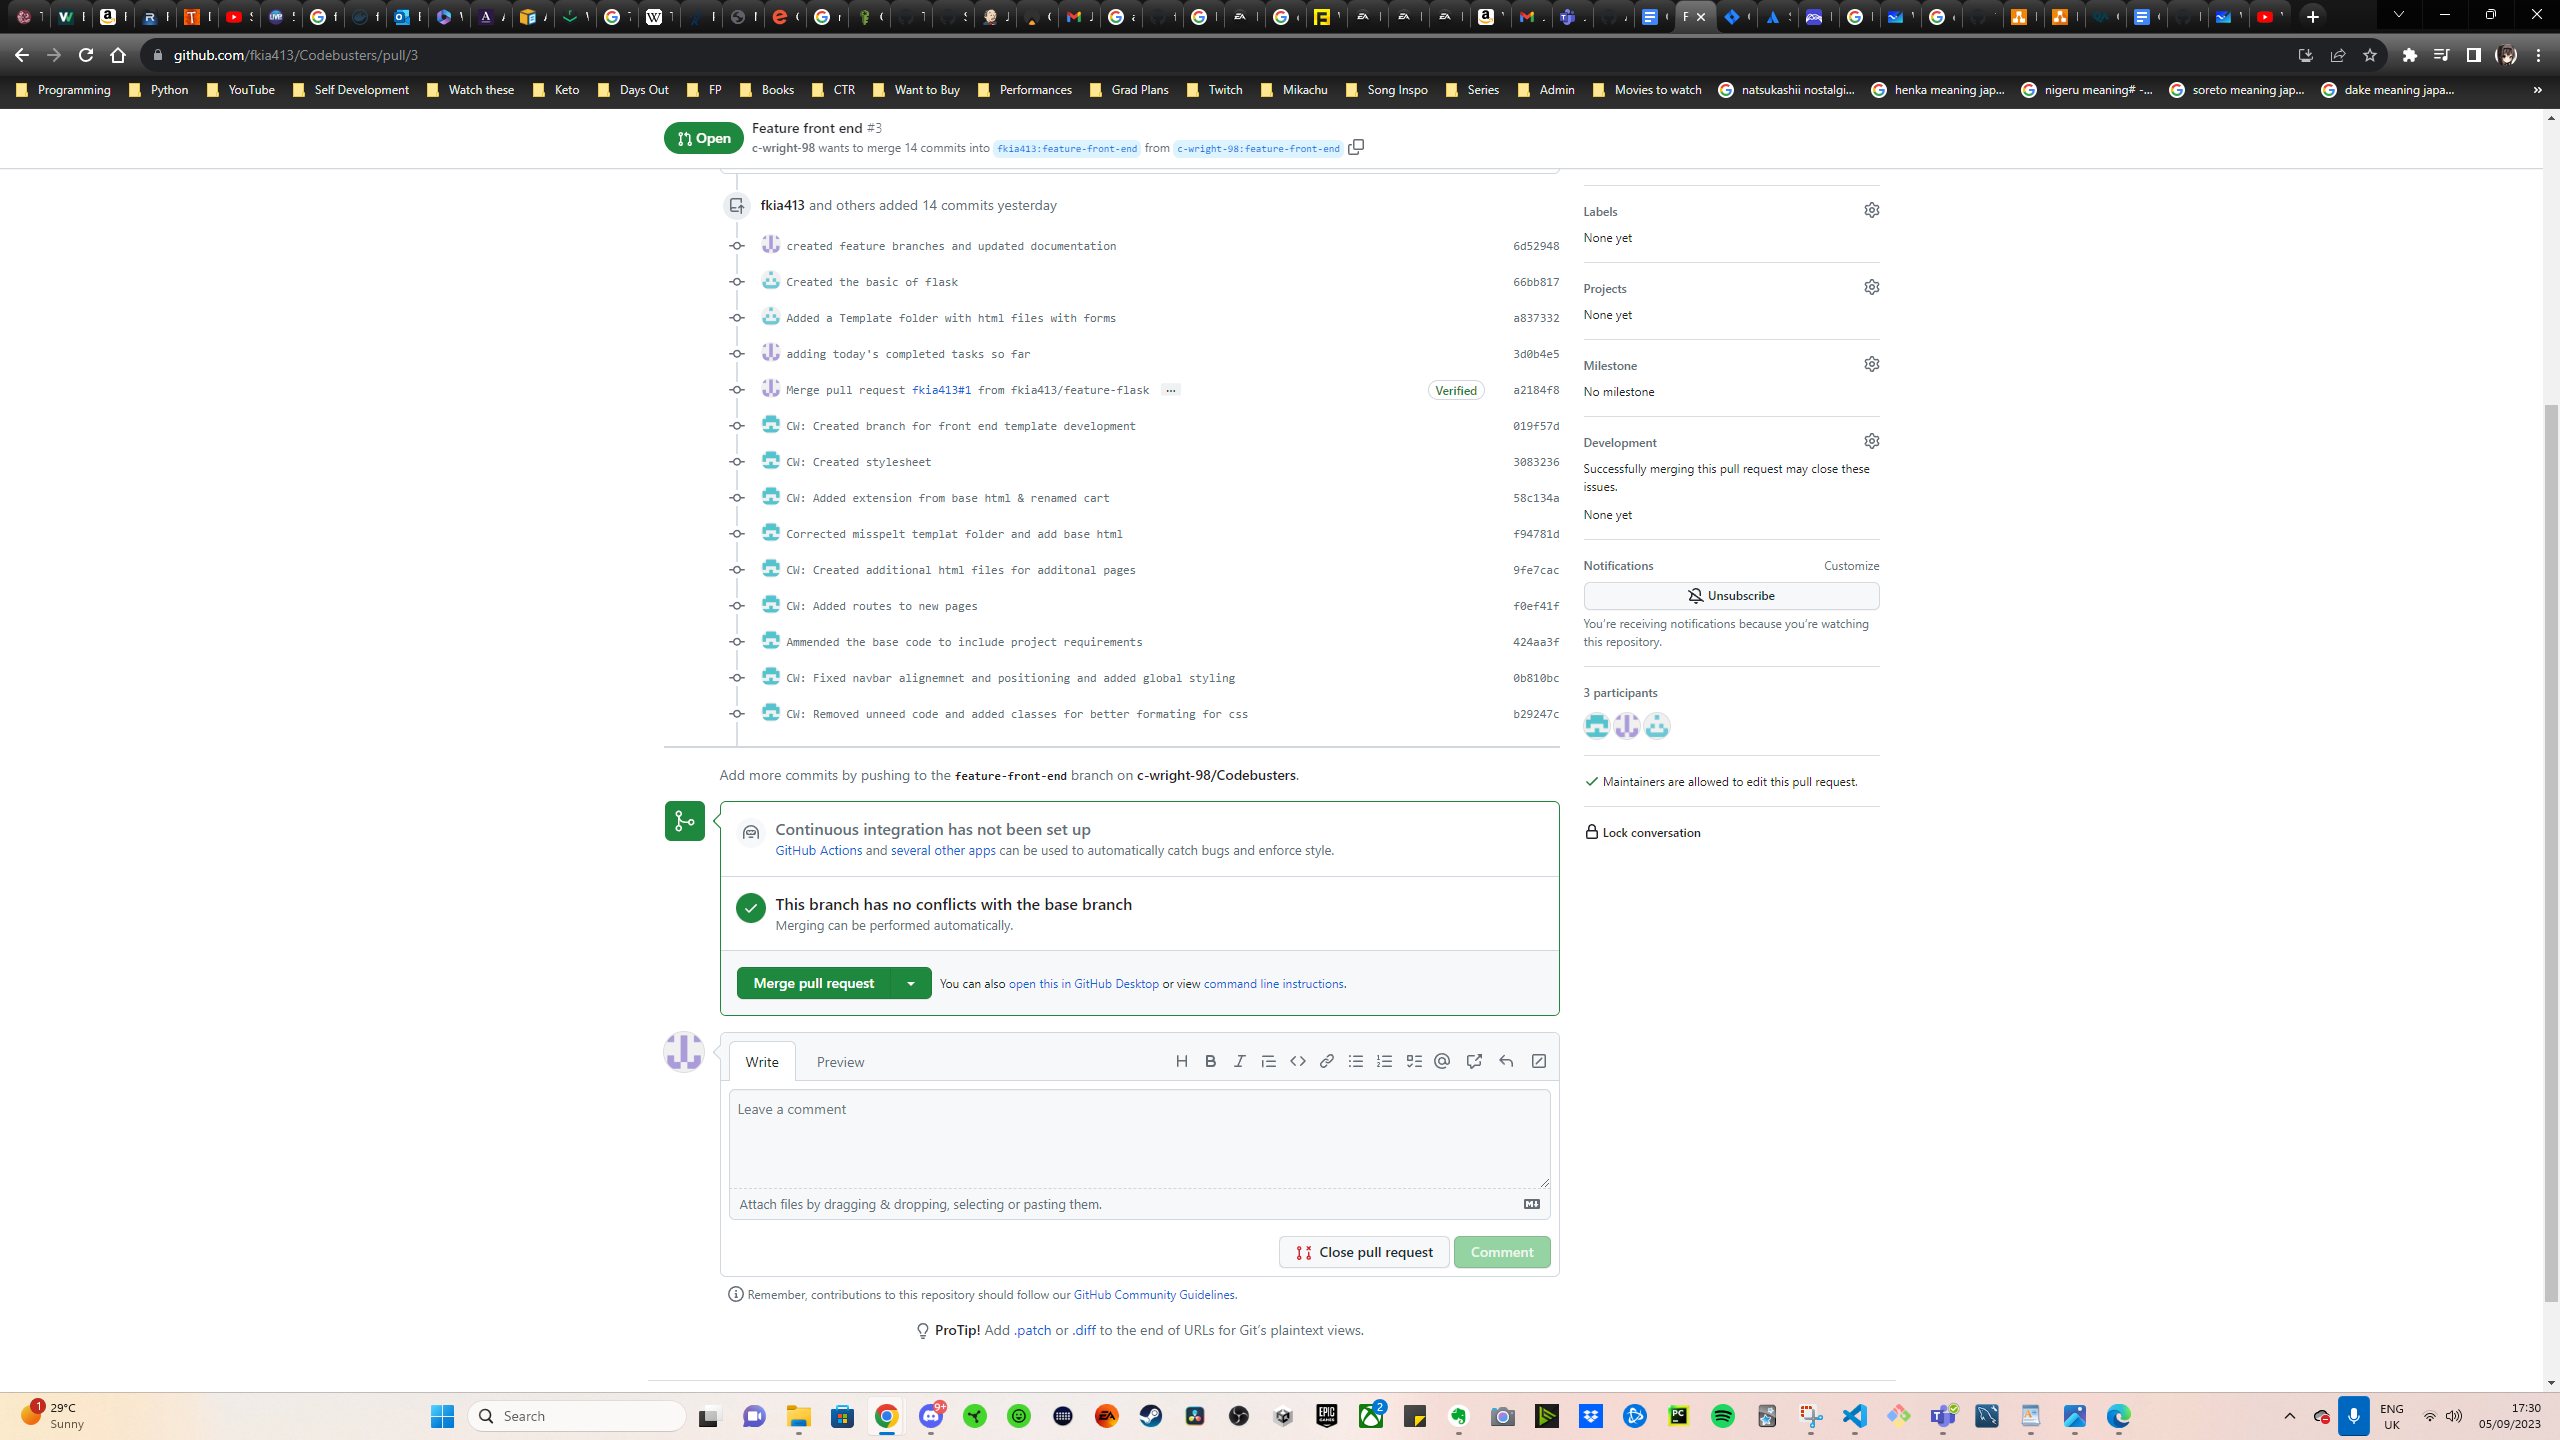 github.com/fkia413/Codebusters/pull/3
Programming
Python
YouTube
Self Development
Watch these
Keto
Days Out
FP
Books
CTR
Want to Buy
Performances
Grad Plans
Twitch
Mikachu
Song Inspo
Series
Admin
Movies to watch
natsukashii nostalgi...
henka meaning jap...
nigeru meaning# -...
soreto meaning jap...
dake meaning japa...
»
Open
Feature front end #3
c-wright-98 wants to merge 14 commits into fkia413:feature-front-end from c-wright-98:feature-front-end
fkia413 and others added 14 commits yesterday
created feature branches and updated documentation 6d52948
Created the basic of flask 66bb817
Added a Template folder with html files with forms a837332
adding today's completed tasks so far 3d0b4e5
Merge pull request fkia413#1 from fkia413/feature-flask ... Verified a2184f8
CW: Created branch for front end template development 019f57d
CW: Created stylesheet 3083236
CW: Added extension from base html & renamed cart 58c134a
Corrected misspelt templat folder and add base html f94781d
CW: Created additional html files for additonal pages 9fe7cac
CW: Added routes to new pages f0ef41f
Ammended the base code to include project requirements 424aa3f
CW: Fixed navbar alignemnet and positioning and added global styling 0b810bc
CW: Removed unneed code and added classes for better formating for css b29247c
Add more commits by pushing to the feature-front-end branch on c-wright-98/Codebusters.
Continuous integration has not been set up
GitHub Actions and several other apps can be used to automatically catch bugs and enforce style.
This branch has no conflicts with the base branch
Merging can be performed automatically.
Merge pull request
You can also open this in GitHub Desktop or view command line instructions.
Write
Preview
Leave a comment
Attach files by dragging & dropping, selecting or pasting them.
Close pull request
Comment
Remember, contributions to this repository should follow our GitHub Community Guidelines.
ProTip! Add .patch or .diff to the end of URLs for Git's plaintext views.
Labels
None yet
Projects
None yet
Milestone
No milestone
Development
Successfully merging this pull request may close these
issues.
None yet
Notifications
Customize
Unsubscribe
You're receiving notifications because you're watching
this repository.
3 participants
Maintainers are allowed to edit this pull request.
Lock conversation
1
29°C
Sunny
Search
9+
EPIC GAMES
2
ENG
UK
17:30
05/09/2023